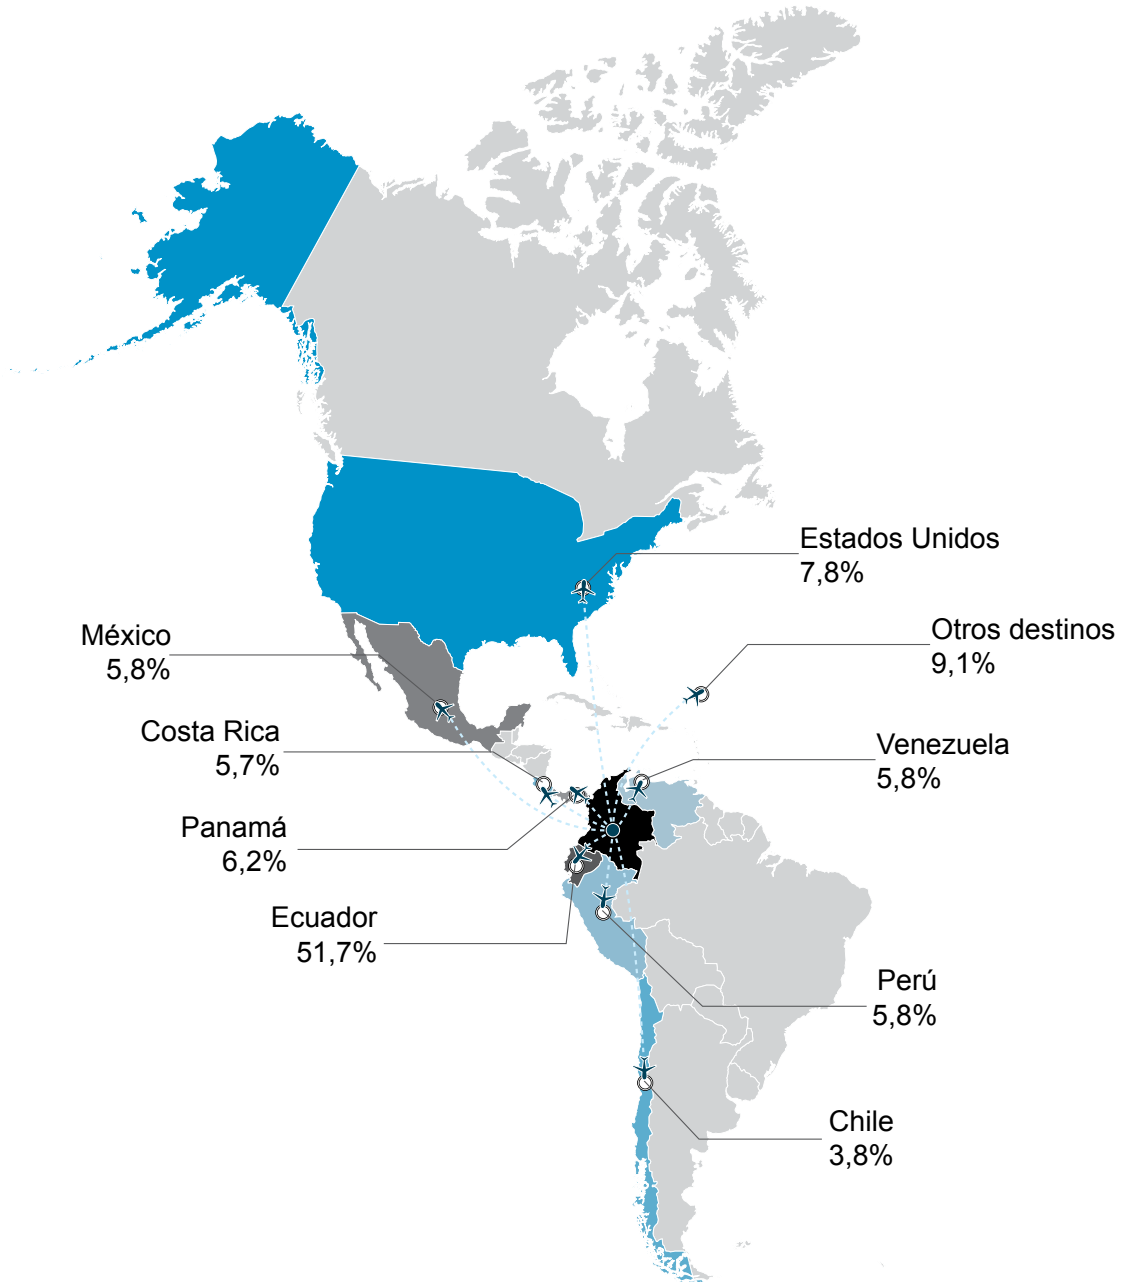 Estados Unidos
7,8%
México
5,8%
Otros destinos
9,1%
Costa Rica
5,7%
Venezuela
5,8%
Panamá
6,2%
Ecuador
51,7%
Perú
5,8%
Chile
3,8%